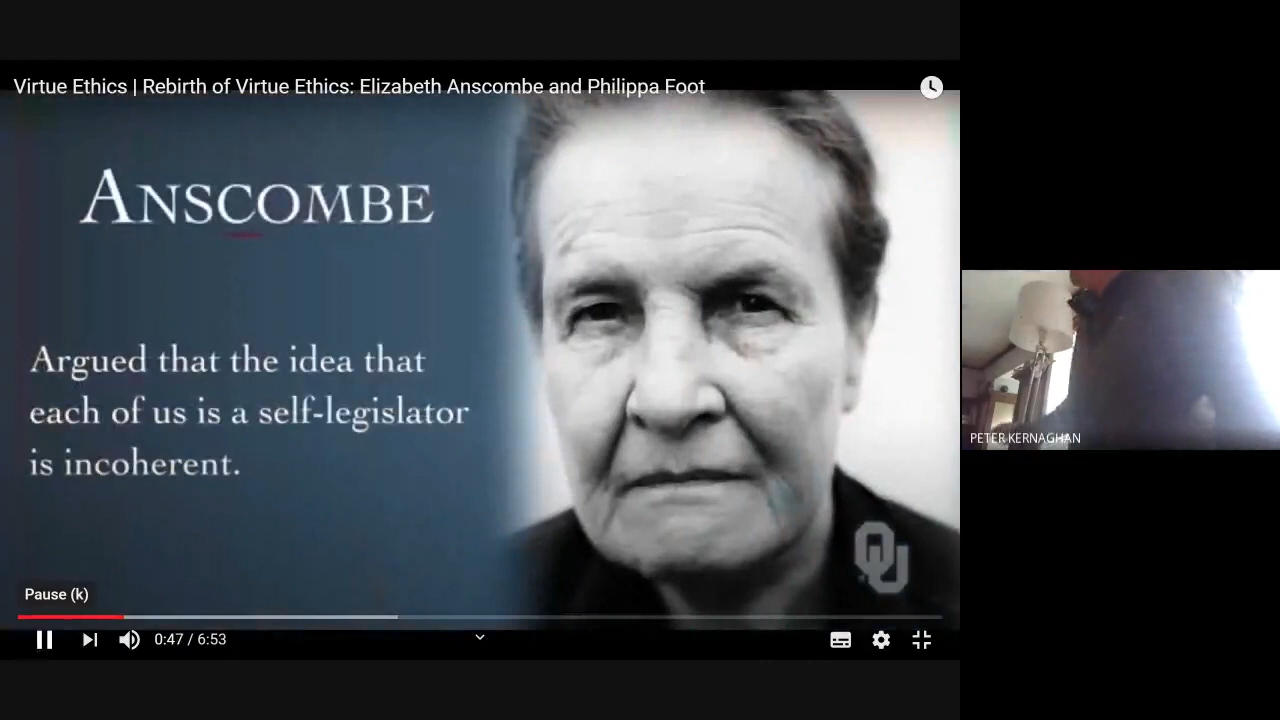 Virtue Ethics | Rebirth of Virtue Ethics: Elizabeth Anscombe and Philippa Foot
ANSCOMBE
Argued that the idea that
each of us is a self-legislator
is incoherent.
OU
PETER KERNAGHAN
Pause (k)
0:47 / 6:53